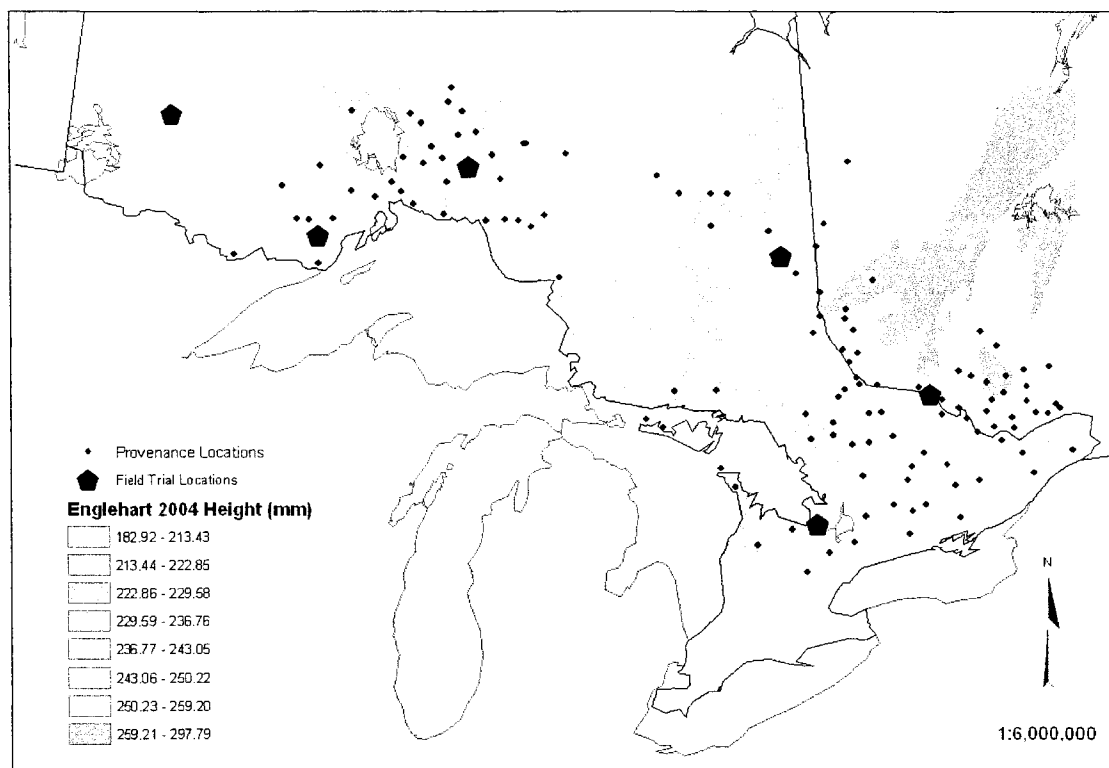 Provenance Locations
Field Trial Locations
Englehart 2004 Height (mm)
182.92 - 213.43
213.44 - 222.85
222.86 - 229.58
229.59 - 236.76
236.77 - 243.05
243.06 - 250.22
250.23 - 259.20
259.21 - 297.79
N
1:6,000,000